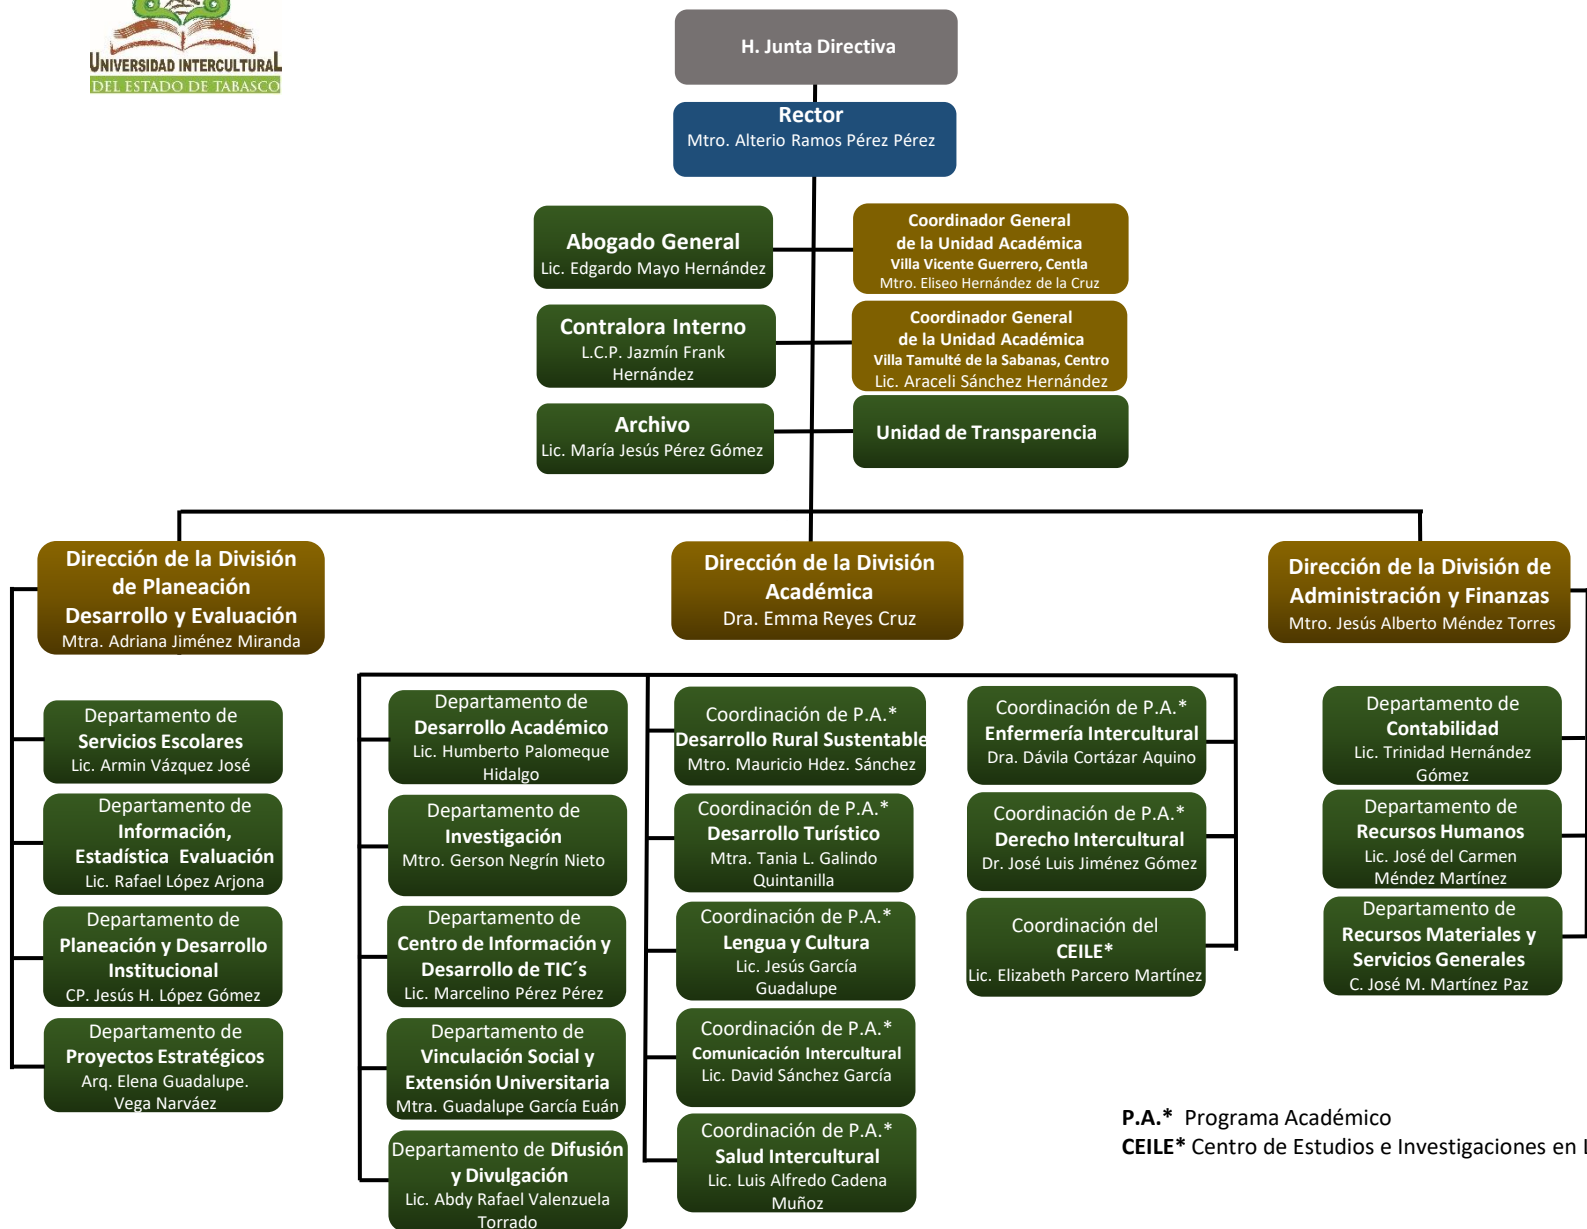 UNIVERSIDAD INTERCULTURAL
DEL ESTADO DE TABASCO
H. Junta Directiva
Rector
Mtro. Alterio Ramos Pérez Pérez
Abogado General
Lic. Edgardo Mayo Hernández
Coordinador General
de la Unidad Académica
Villa Vicente Guerrero, Centla
Mtro. Eliseo Hernández de la Cruz
Contralora Interno
L.C.P. Jazmín Frank
Hernández
Coordinador General
de la Unidad Académica
Villa Tamulté de la Sabanas, Centro
Lic. Araceli Sánchez Hernández
Archivo
Lic. María Jesús Pérez Gómez
Unidad de Transparencia
Dirección de la División
de Planeación
Desarrollo y Evaluación
Mtra. Adriana Jiménez Miranda
Dirección de la División
Académica
Dra. Emma Reyes Cruz
Dirección de la División de
Administración y Finanzas
Mtro. Jesús Alberto Méndez Torres
Departamento de
Servicios Escolares
Lic. Armin Vázquez José
Departamento de
Información,
Estadística Evaluación
Lic. Rafael López Arjona
Departamento de
Planeación y Desarrollo
Institucional
CP. Jesús H. López Gómez
Departamento de
Proyectos Estratégicos
Arq. Elena Guadalupe.
Vega Narváez
Departamento de
Desarrollo Académico
Lic. Humberto Palomeque
Hidalgo
Departamento de
Investigación
Mtro. Gerson Negrín Nieto
Departamento de
Centro de Información y
Desarrollo de TIC´s
Lic. Marcelino Pérez Pérez
Departamento de
Vinculación Social y
Extensión Universitaria
Mtra. Guadalupe García Euán
Departamento de Difusión
y Divulgación
Lic. Abdy Rafael Valenzuela
Torrado
Coordinación de P.A.*
Desarrollo Rural Sustentable
Mtro. Mauricio Hdez. Sánchez
Coordinación de P.A.*
Desarrollo Turístico
Mtra. Tania L. Galindo
Quintanilla
Coordinación de P.A.*
Lengua y Cultura
Lic. Jesús García
Guadalupe
Coordinación de P.A.*
Comunicación Intercultural
Lic. David Sánchez García
Coordinación de P.A.*
Salud Intercultural
Lic. Luis Alfredo Cadena
Muñoz
Coordinación de P.A.*
Enfermería Intercultural
Dra. Dávila Cortázar Aquino
Coordinación de P.A.*
Derecho Intercultural
Dr. José Luis Jiménez Gómez
Coordinación del
CEILE*
Lic. Elizabeth Parcero Martínez
Departamento de
Contabilidad
Lic. Trinidad Hernández
Gómez
Departamento de
Recursos Humanos
Lic. José del Carmen
Méndez Martínez
Departamento de
Recursos Materiales y
Servicios Generales
C. José M. Martínez Paz
P.A.* Programa Académico
CEILE* Centro de Estudios e Investigaciones en